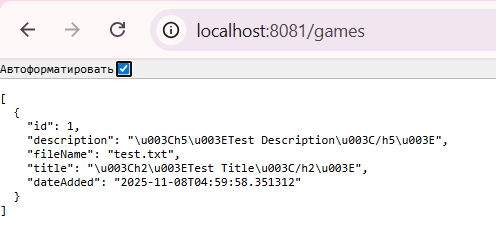 localhost:8081/games
Автоформатировать
[
  {
    "id": 1,
    "description": "\u003Ch5\u003ETest Description\u003C/h5\u003E",
    "fileName": "test.txt",
    "title": "\u003Ch2\u003ETest Title\u003C/h2\u003E",
    "dateAdded": "2025-11-08T04:59:58.351312"
  }
]